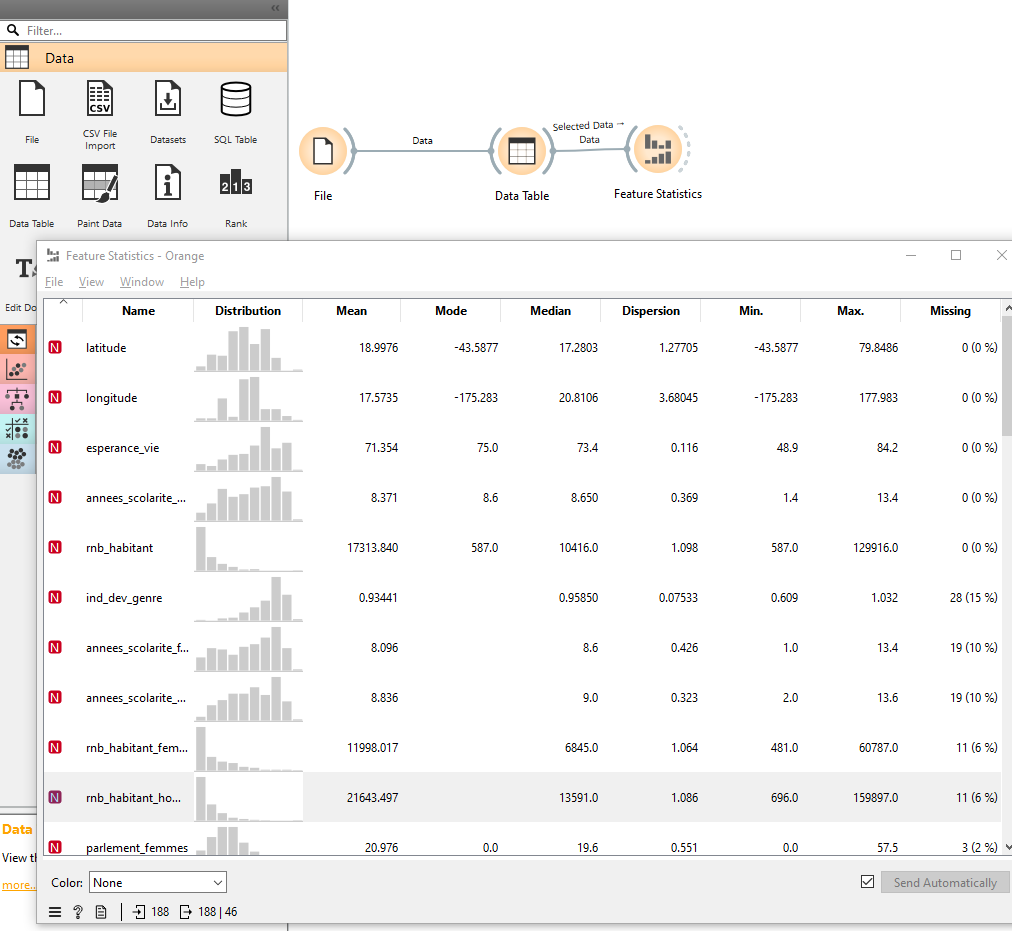 «
Filter...
Data
File
CSV
CSV File
Import
Datasets
SQL Table
Data Table
Paint Data
Data Info
2 1 3
Rank
Edit Do
Data
Selected Data →
Data
File
Data Table
Feature Statistics
Feature Statistics - Orange
File View Window Help
Name Distribution Mean Mode Median Dispersion Min. Max. Missing
N latitude 18.9976 -43.5877 17.2803 1.27705 -43.5877 79.8486 0 (0 %)
N longitude 17.5735 -175.283 20.8106 3.68045 -175.283 177.983 0 (0 %)
N esperance_vie 71.354 75.0 73.4 0.116 48.9 84.2 0 (0 %)
N annees_scolarite_... 8.371 8.6 8.650 0.369 1.4 13.4 0 (0 %)
N rnb_habitant 17313.840 587.0 10416.0 1.098 587.0 129916.0 0 (0 %)
N ind_dev_genre 0.93441 0.95850 0.07533 0.609 1.032 28 (15 %)
N annees_scolarite_f... 8.096 8.6 0.426 1.0 13.4 19 (10 %)
N annees_scolarite_... 8.836 9.0 0.323 2.0 13.6 19 (10 %)
N rnb_habitant_fem... 11998.017 6845.0 1.064 481.0 60787.0 11 (6 %)
N rnb_habitant_ho... 21643.497 13591.0 1.086 696.0 159897.0 11 (6 %)
N parlement_femmes 20.976 0.0 19.6 0.551 0.0 57.5 3 (2 %)
Data
View th
more...
Color: None
Send Automatically
? 188 188 | 46